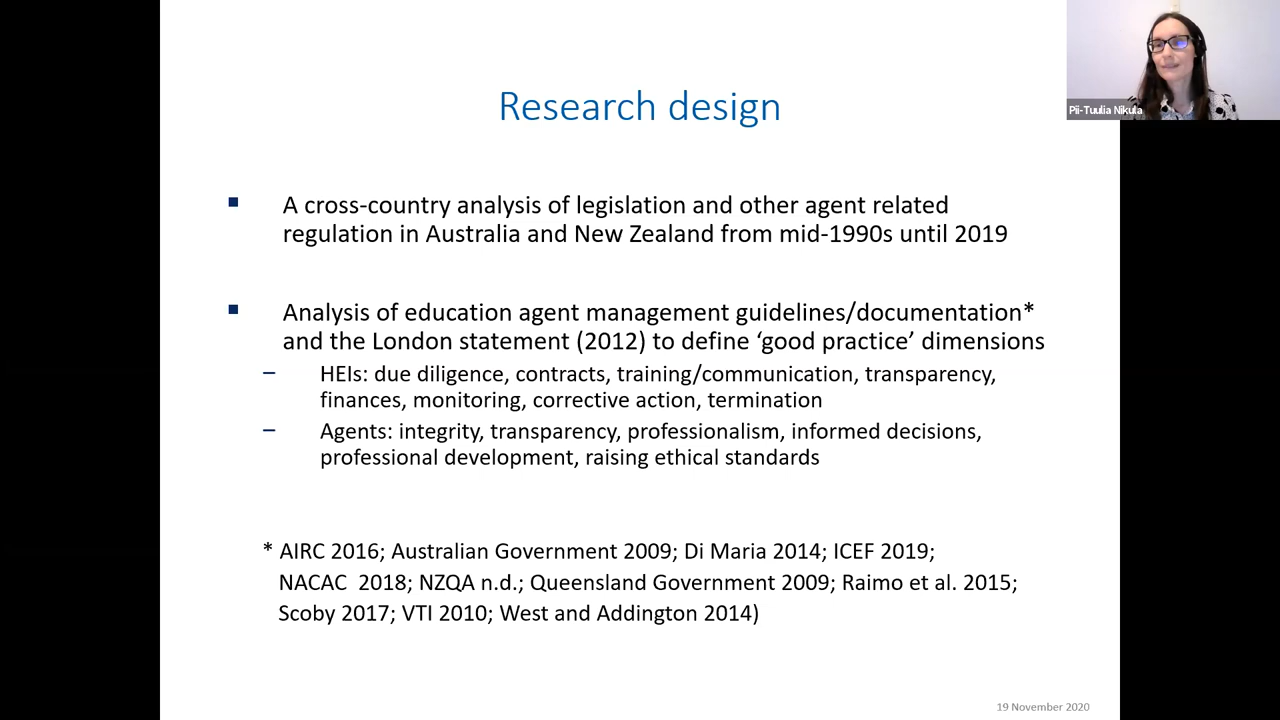 Research design
Pii-Tuulia Nikula
▪ A cross-country analysis of legislation and other agent related
regulation in Australia and New Zealand from mid-1990s until 2019
▪ Analysis of education agent management guidelines/documentation*
and the London statement (2012) to define ‘good practice’ dimensions
– HEIs: due diligence, contracts, training/communication, transparency,
finances, monitoring, corrective action, termination
– Agents: integrity, transparency, professionalism, informed decisions,
professional development, raising ethical standards
* AIRC 2016; Australian Government 2009; Di Maria 2014; ICEF 2019;
NACAC 2018; NZQA n.d.; Queensland Government 2009; Raimo et al. 2015;
Scoby 2017; VTI 2010; West and Addington 2014)
19 November 2020